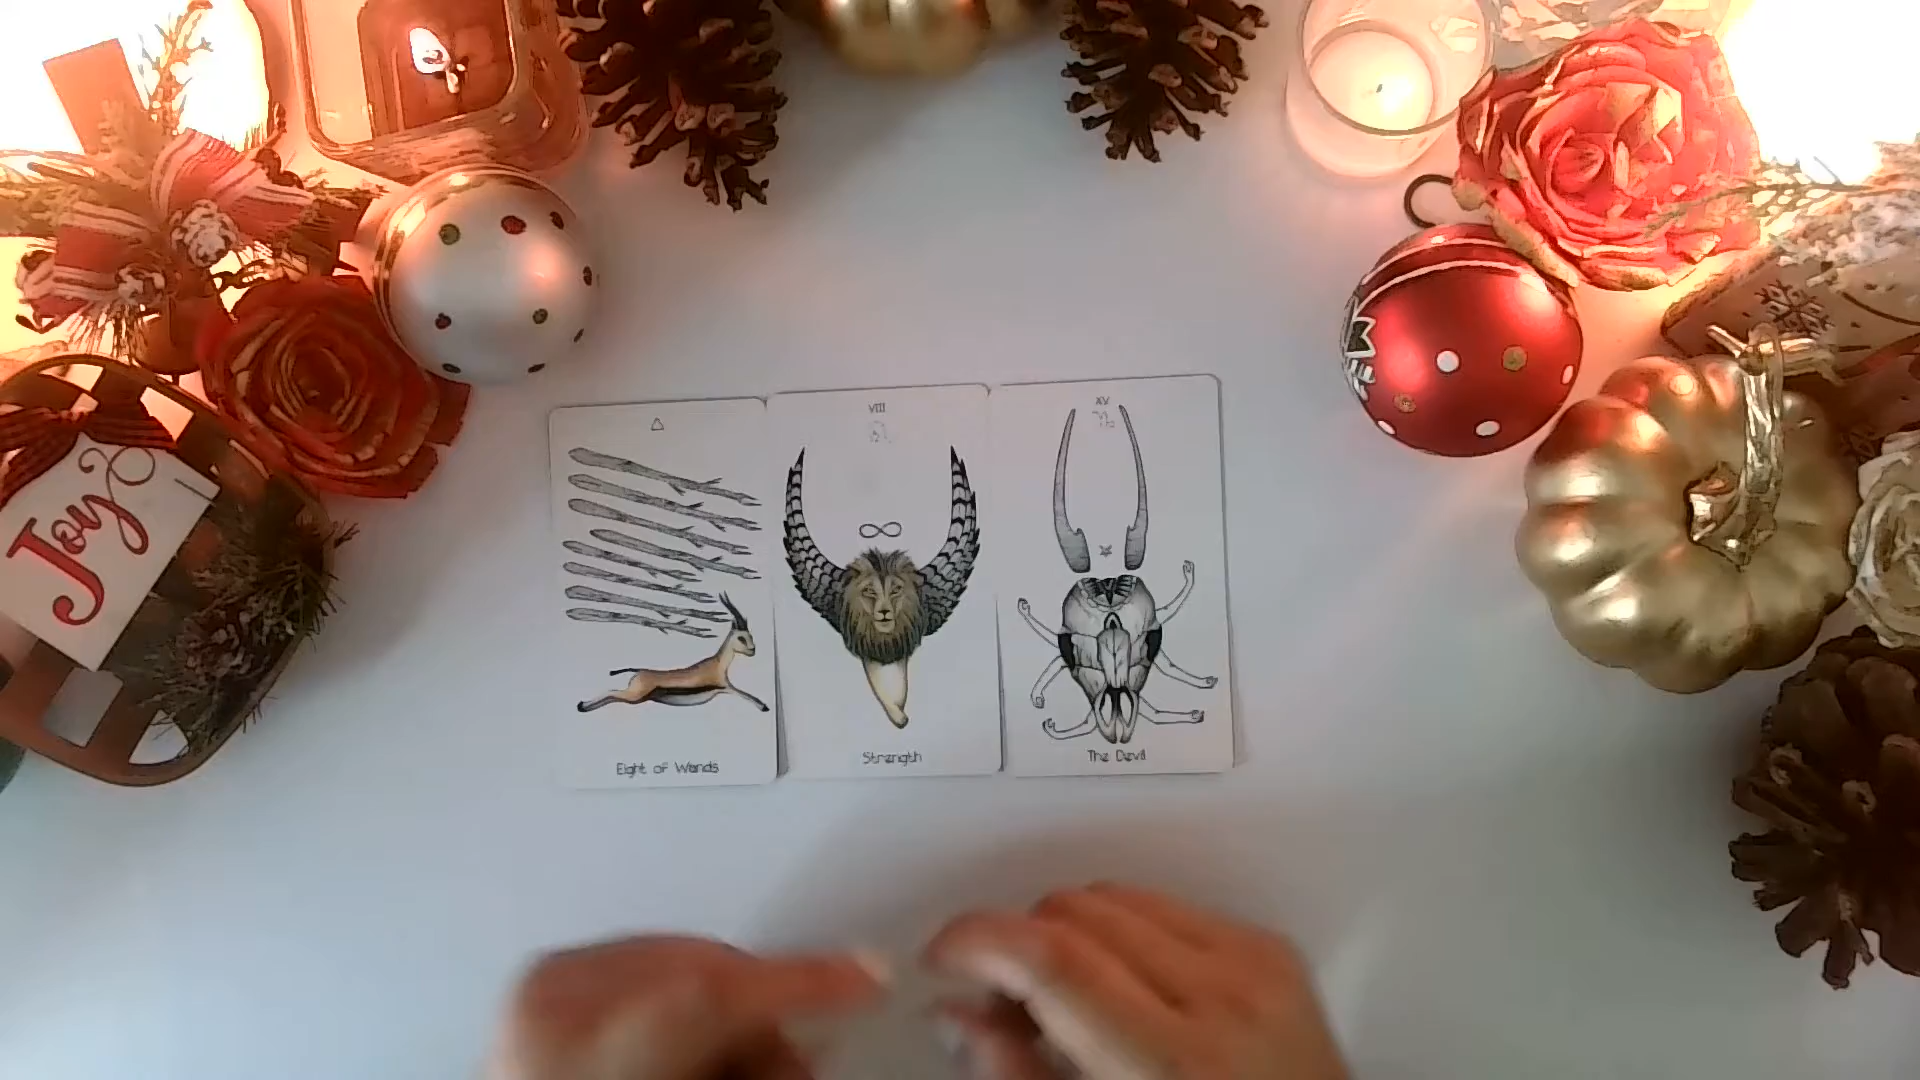 Joy
VIII
XV
Eight of Wands
Strength
The Devil